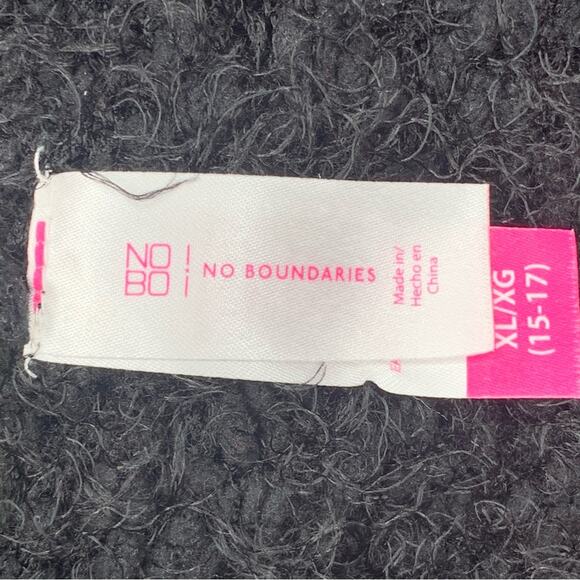 NO
BO
NO BOUNDARIES
Made in/
Hecho en
China
XL/XG
(15-17)